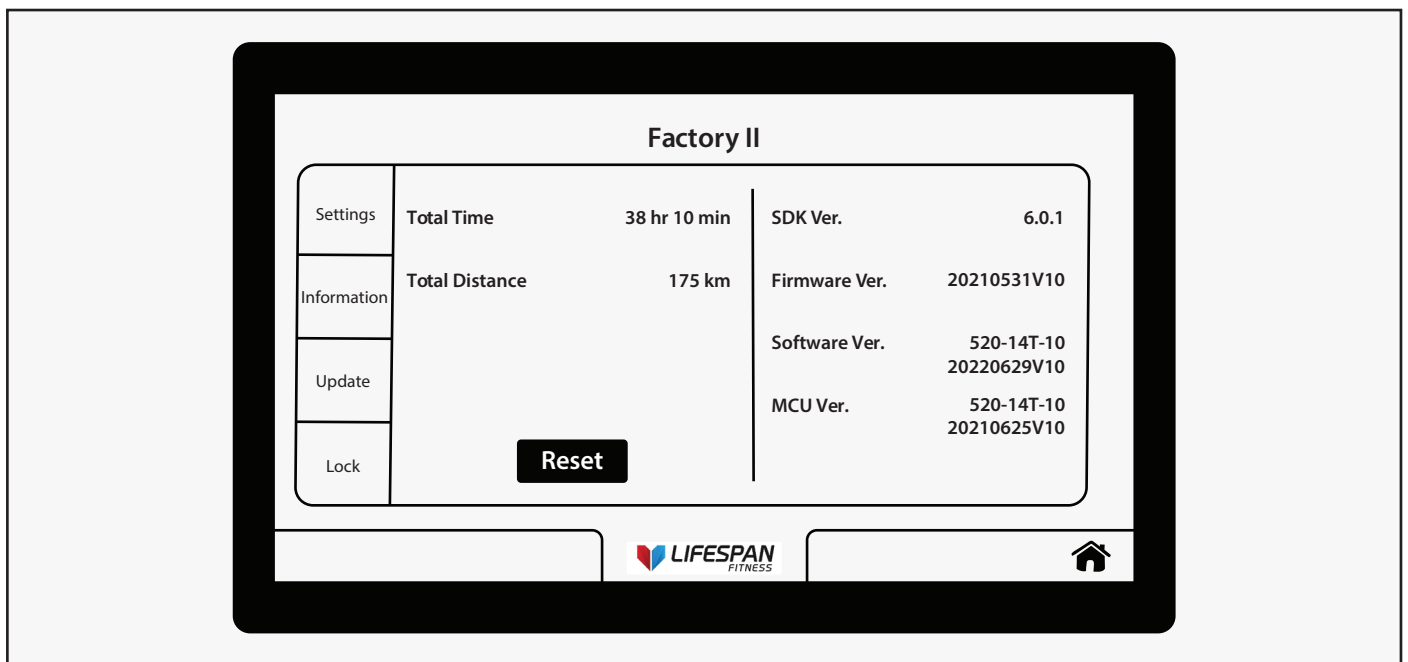 Factory II
Settings
Information
Update
Lock
Total Time 38 hr 10 min
Total Distance 175 km
Reset
SDK Ver. 6.0.1
Firmware Ver. 20210531V10
Software Ver. 520-14T-10
20220629V10
MCU Ver. 520-14T-10
20210625V10
LIFESPAN
FITNESS